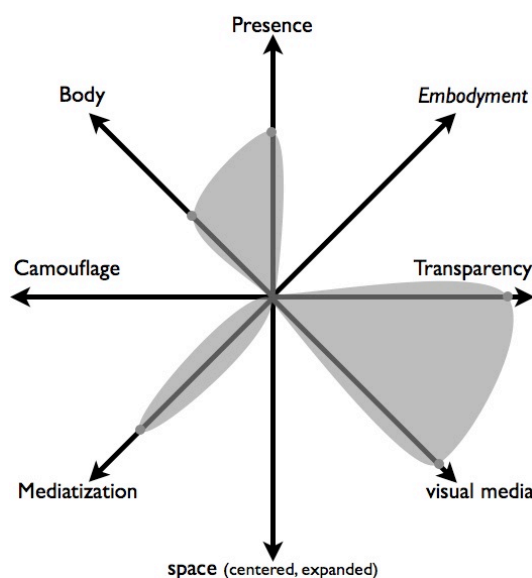 Presence
Body
Embodyment
Camouflage
Transparency
Mediatization
visual media
space (centered, expanded)